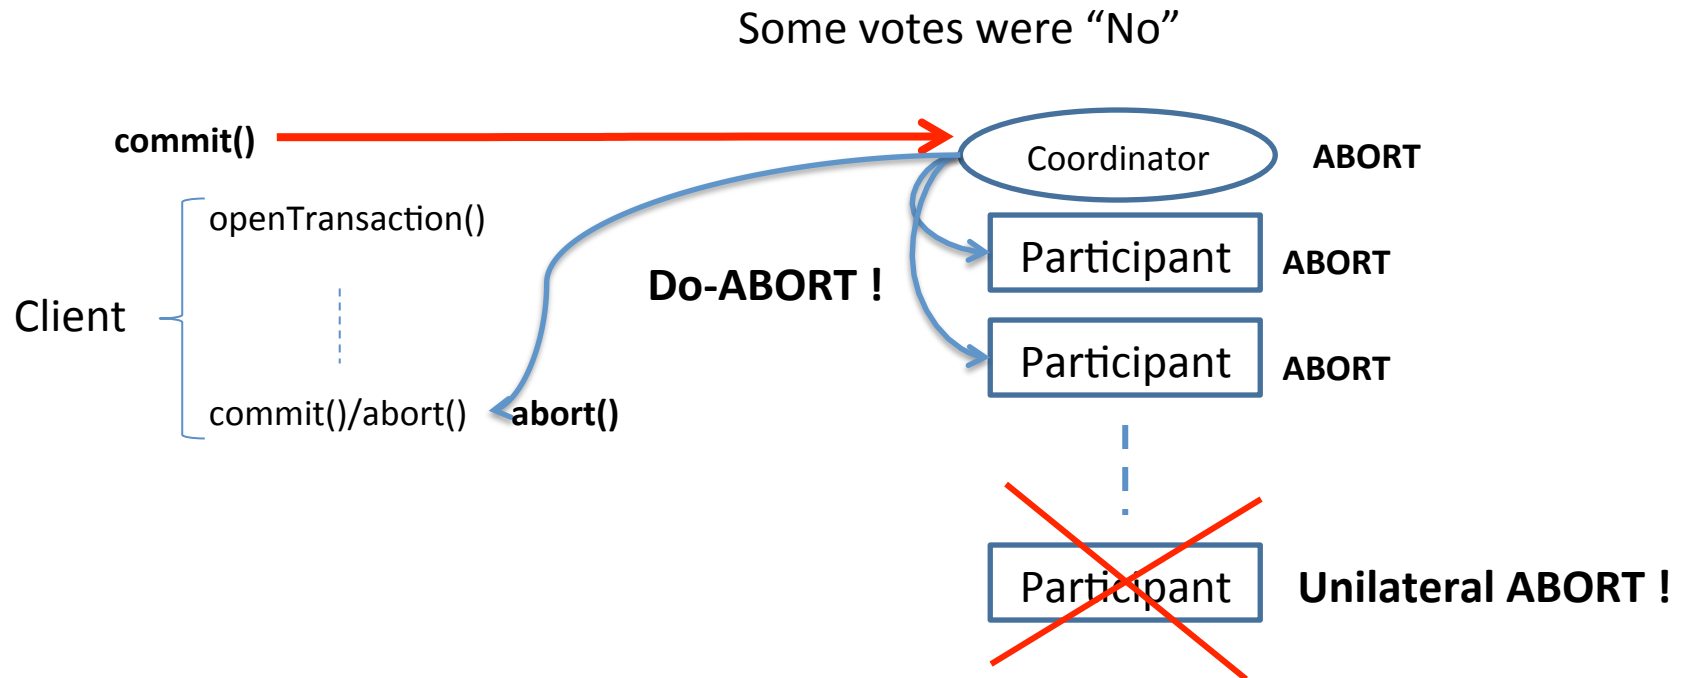 Some votes were “No”
commit()
Coordinator
ABORT
openTransaction()
Participant
ABORT
Do-ABORT !
Client
Participant
ABORT
commit()/abort()
abort()
Participant
Unilateral ABORT !